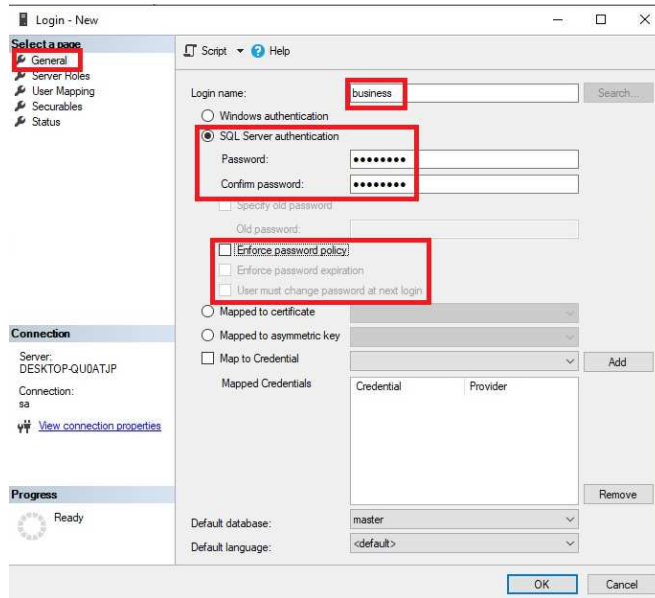 Login - New
Select a page
General
Server Roles
User Mapping
Securables
Status
Script
Help
Login name:
business
Search...
Windows authentication
SQL Server authentication
Password:
••••••••
Confirm password:
••••••••
Specify old password
Old password:
Enforce password policy
Enforce password expiration
User must change password at next login
Mapped to certificate
Mapped to asymmetric key
Map to Credential
Add
Mapped Credentials
Credential Provider
Remove
Default database:
master
Default language:
<default>
Connection
Server:
DESKTOP-QU0ATJP
Connection:
sa
View connection properties
Progress
Ready
OK
Cancel